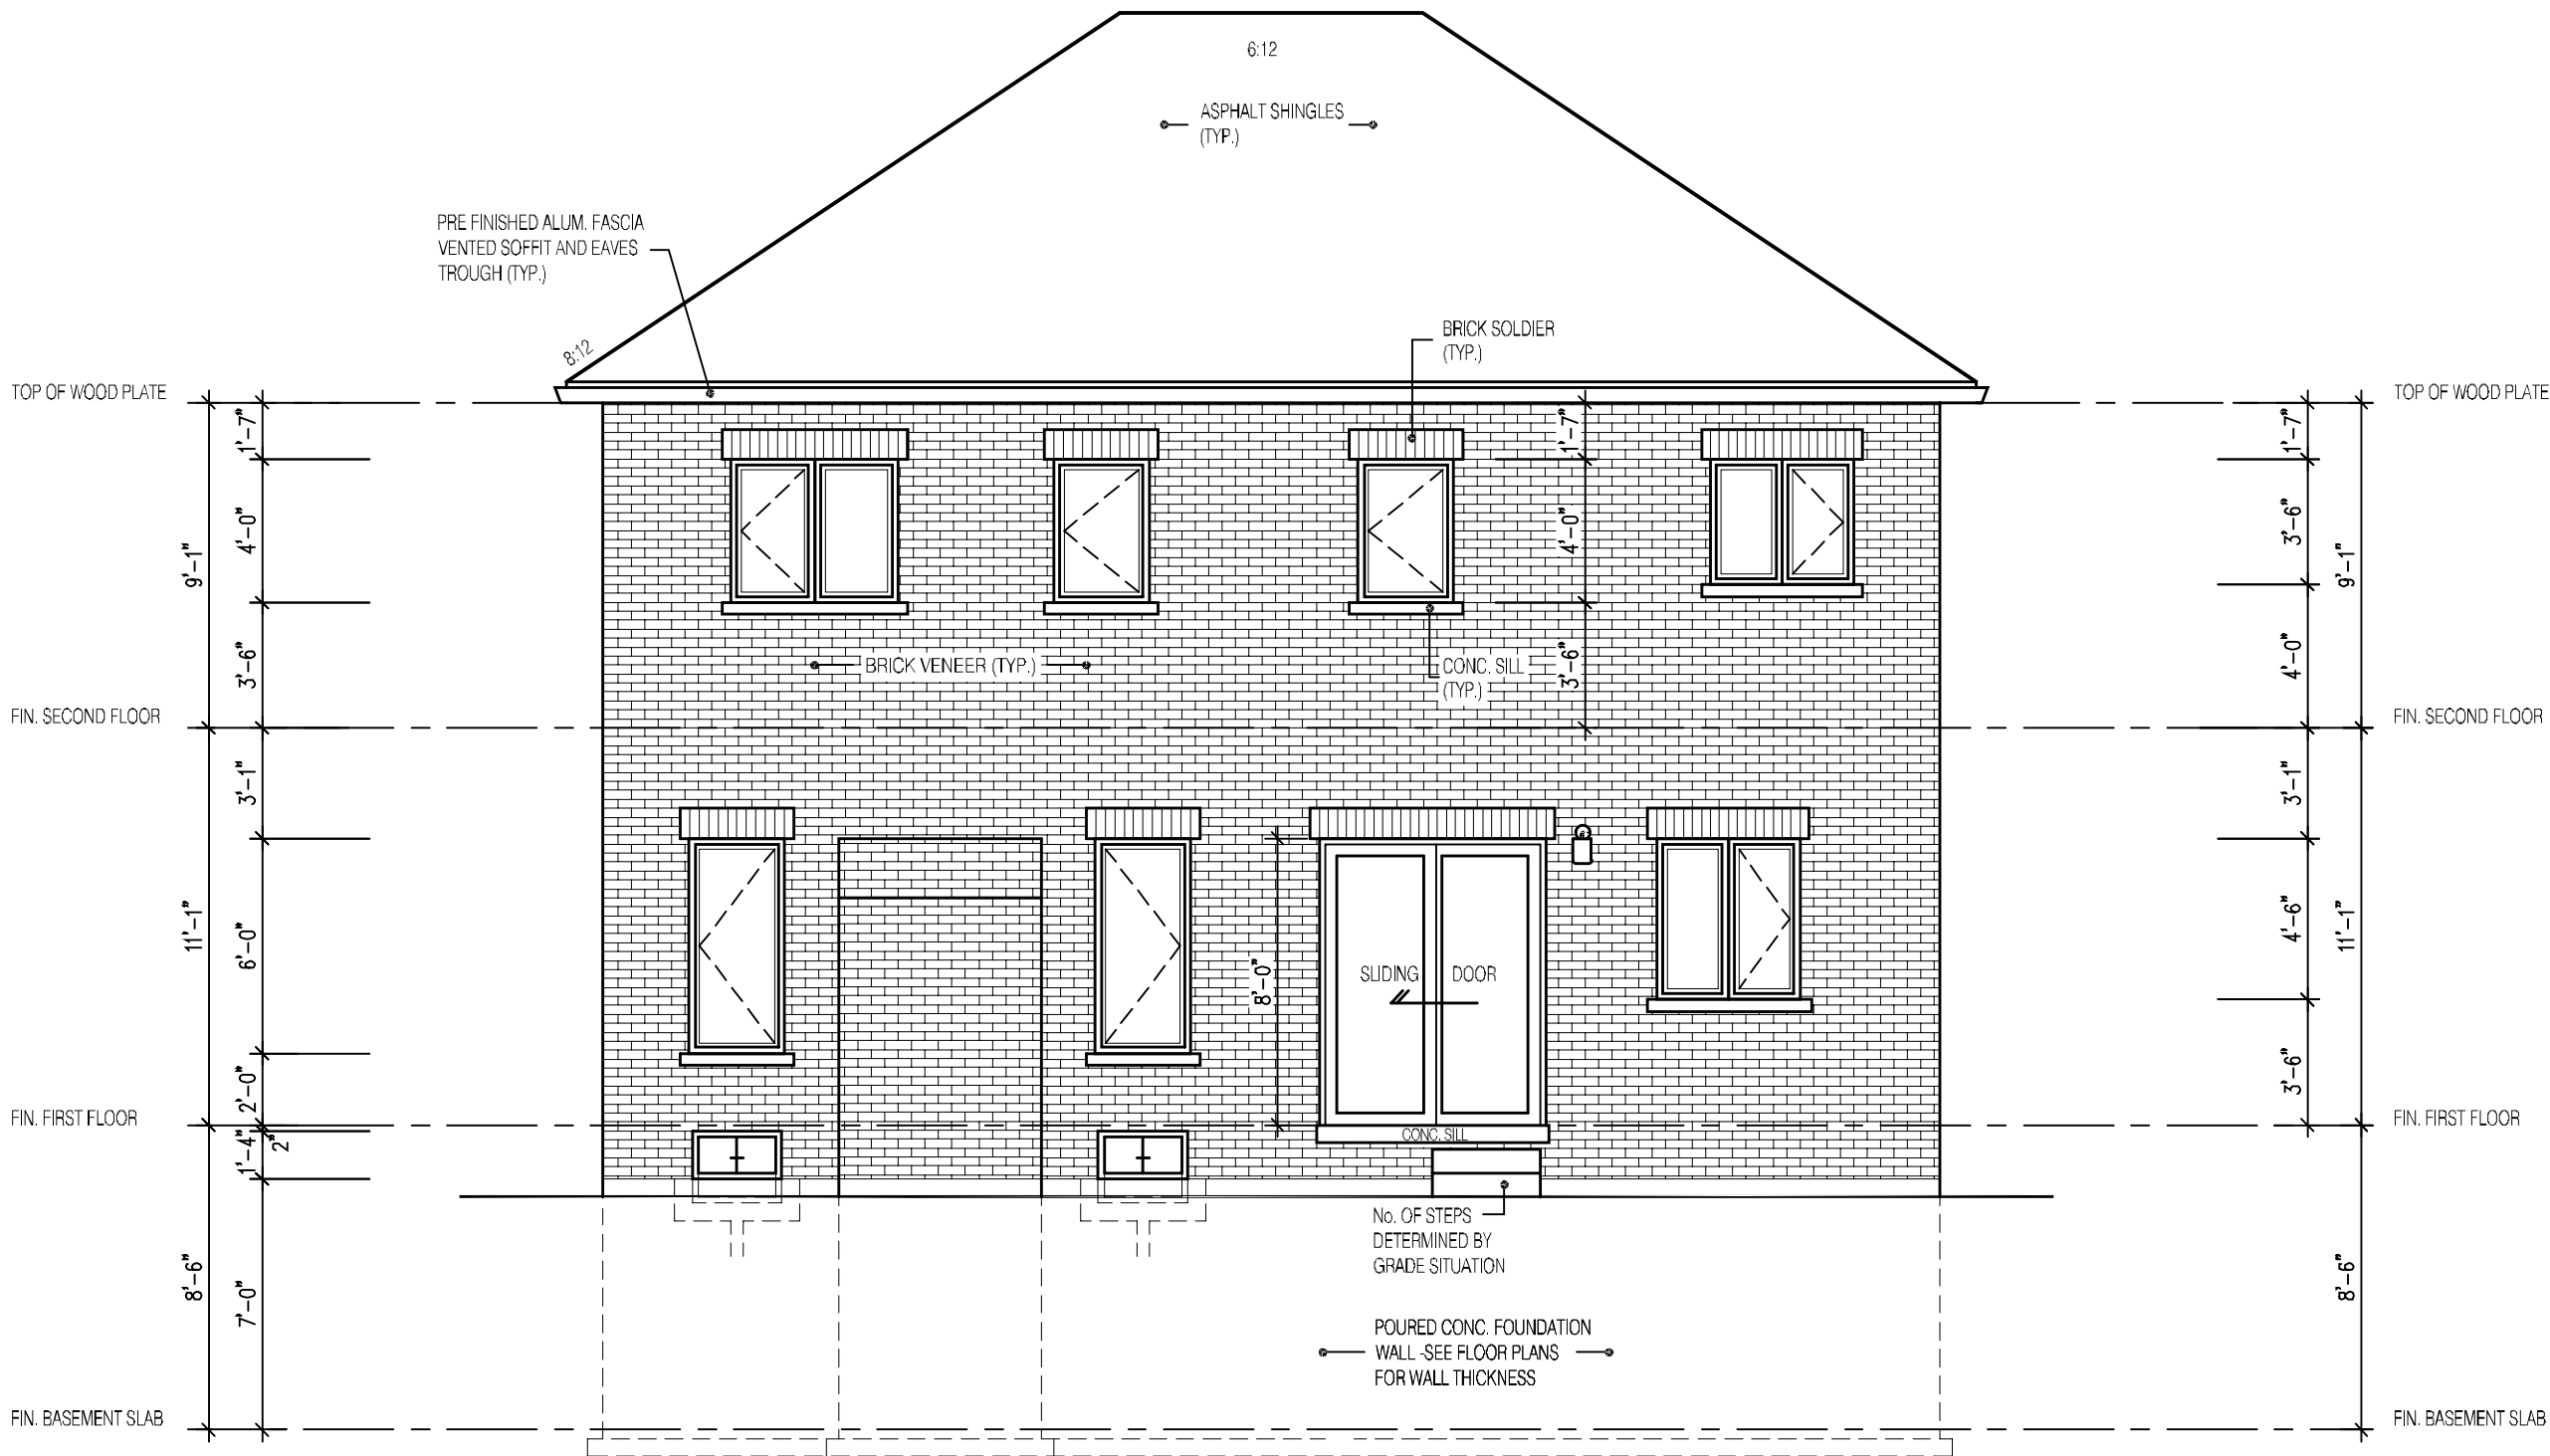 6:12
ASPHALT SHINGLES
(TYP.)
PRE FINISHED ALUM. FASCIA
VENTED SOFFIT AND EAVES
TROUGH (TYP.)
8:12
BRICK SOLDIER
(TYP.)
TOP OF WOOD PLATE
TOP OF WOOD PLATE
1'-7"
1'-7"
1'-7"
4'-0"
4'-0"
3'-6"
9'-1"
9'-1"
3'-6"
BRICK VENEER (TYP.)
CONC. SILL
(TYP.)
3'-6"
4'-0"
FIN. SECOND FLOOR
FIN. SECOND FLOOR
3'-1"
3'-1"
11'-1"
6'-0"
8'-0"
SLIDING DOOR
4'-6"
11'-1"
2'-0"
3'-6"
FIN. FIRST FLOOR
FIN. FIRST FLOOR
CONC. SILL
1'-4"
2"
No. OF STEPS
DETERMINED BY
GRADE SITUATION
8'-6"
7'-0"
8'-6"
POURED CONC. FOUNDATION
WALL -SEE FLOOR PLANS
FOR WALL THICKNESS
FIN. BASEMENT SLAB
FIN. BASEMENT SLAB